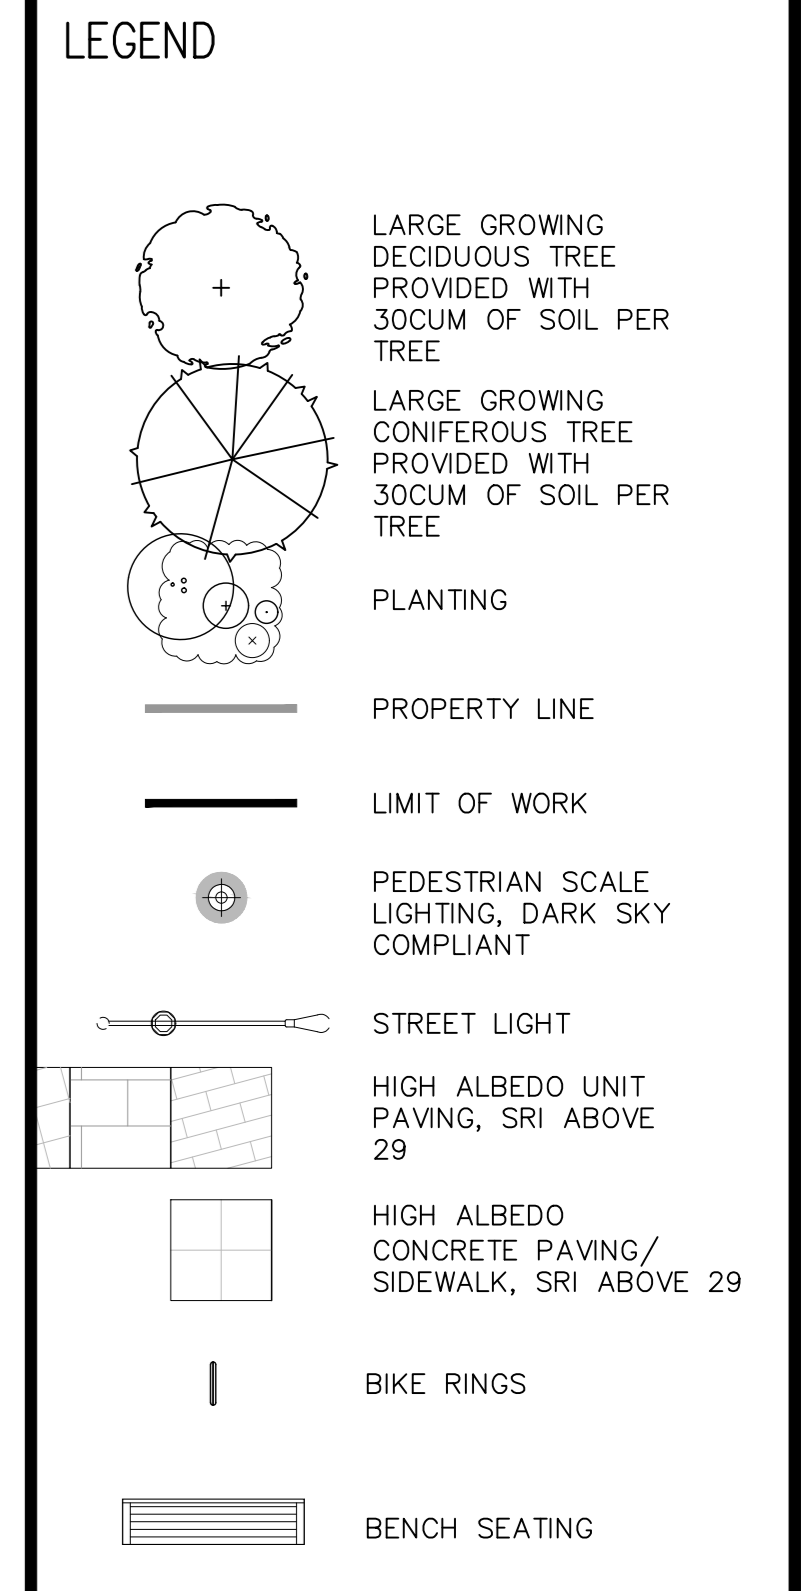 LEGEND
LARGE GROWING
DECIDUOUS TREE
PROVIDED WITH
30CUM OF SOIL PER
TREE
LARGE GROWING
CONIFEROUS TREE
PROVIDED WITH
30CUM OF SOIL PER
TREE
PLANTING
PROPERTY LINE
LIMIT OF WORK
PEDESTRIAN SCALE
LIGHTING, DARK SKY
COMPLIANT
STREET LIGHT
HIGH ALBEDO UNIT
PAVING, SRI ABOVE
29
HIGH ALBEDO
CONCRETE PAVING/
SIDEWALK, SRI ABOVE 29
BIKE RINGS
BENCH SEATING